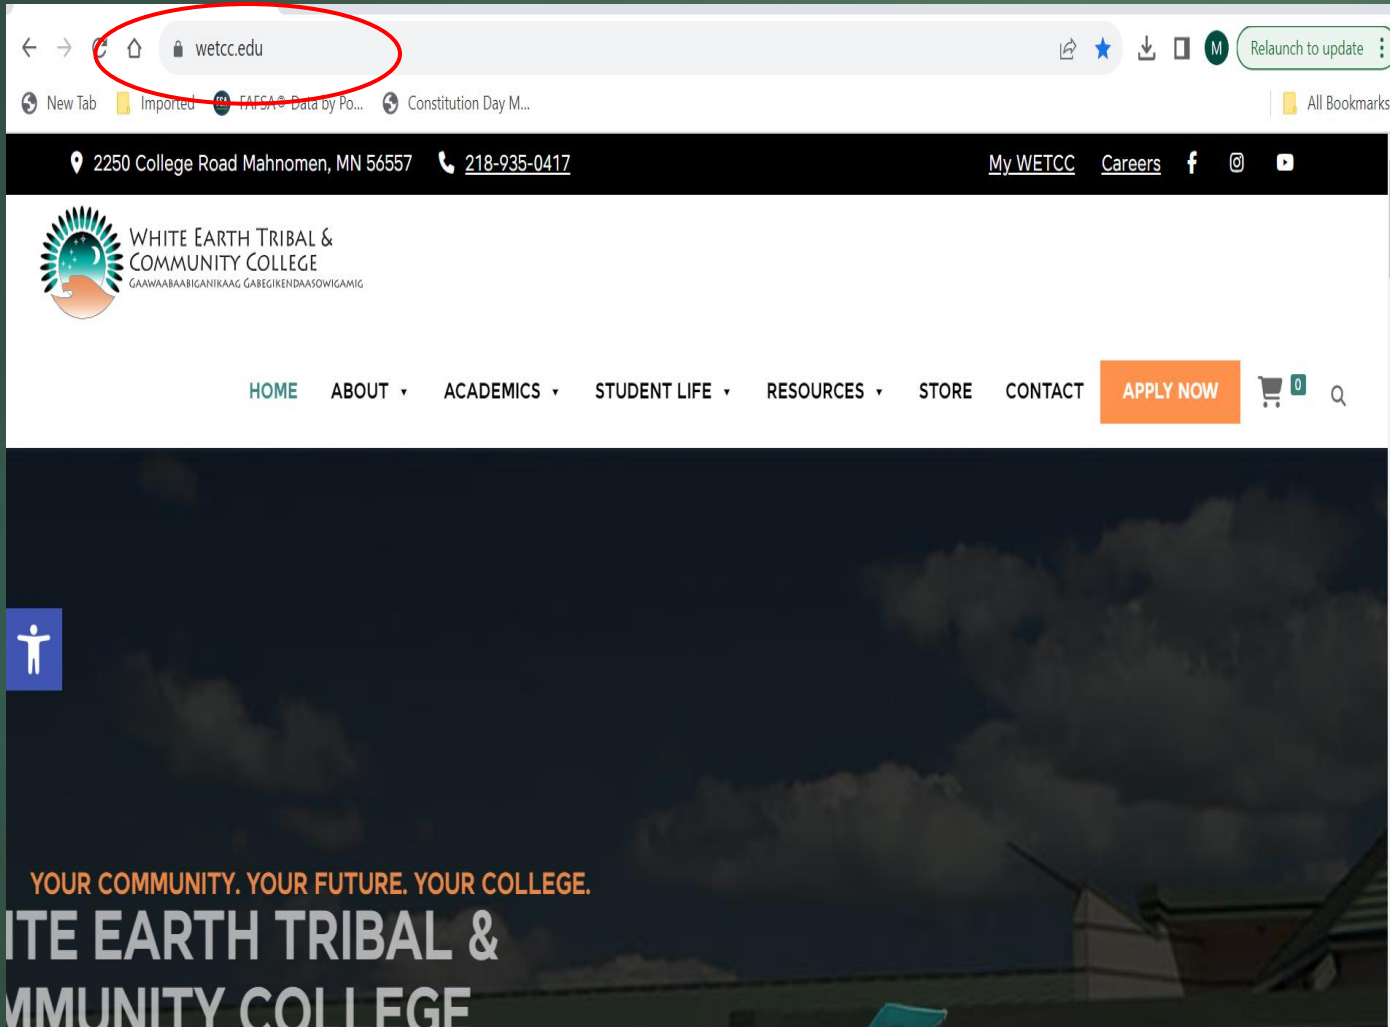 wetcc.edu
M
Relaunch to update
New Tab Imported FAFSA® Data by Po... Constitution Day M... All Bookmarks
2250 College Road Mahnomen, MN 56557 218-935-0417 My WETCC Careers
WHITE EARTH TRIBAL &
COMMUNITY COLLEGE
GAAWAABAABIGANIKAAG GABEGIKENDAASOWIGAMIG
HOME ABOUT ACADEMICS STUDENT LIFE RESOURCES STORE CONTACT APPLY NOW 0
YOUR COMMUNITY. YOUR FUTURE. YOUR COLLEGE.
ITE EARTH TRIBAL &
MMUNITY COLLEGE